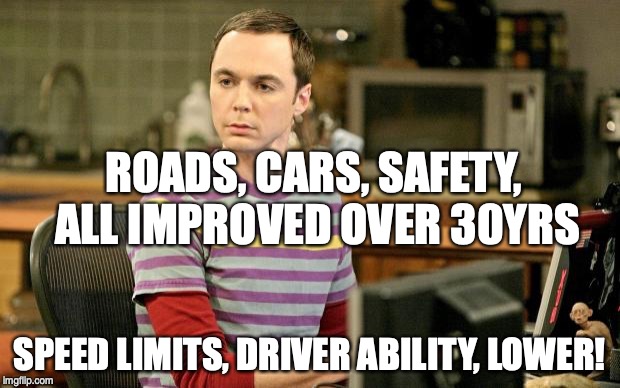 ROADS, CARS, SAFETY,
ALL IMPROVED OVER 30YRS
SPEED LIMITS, DRIVER ABILITY, LOWER!
imgflip.com